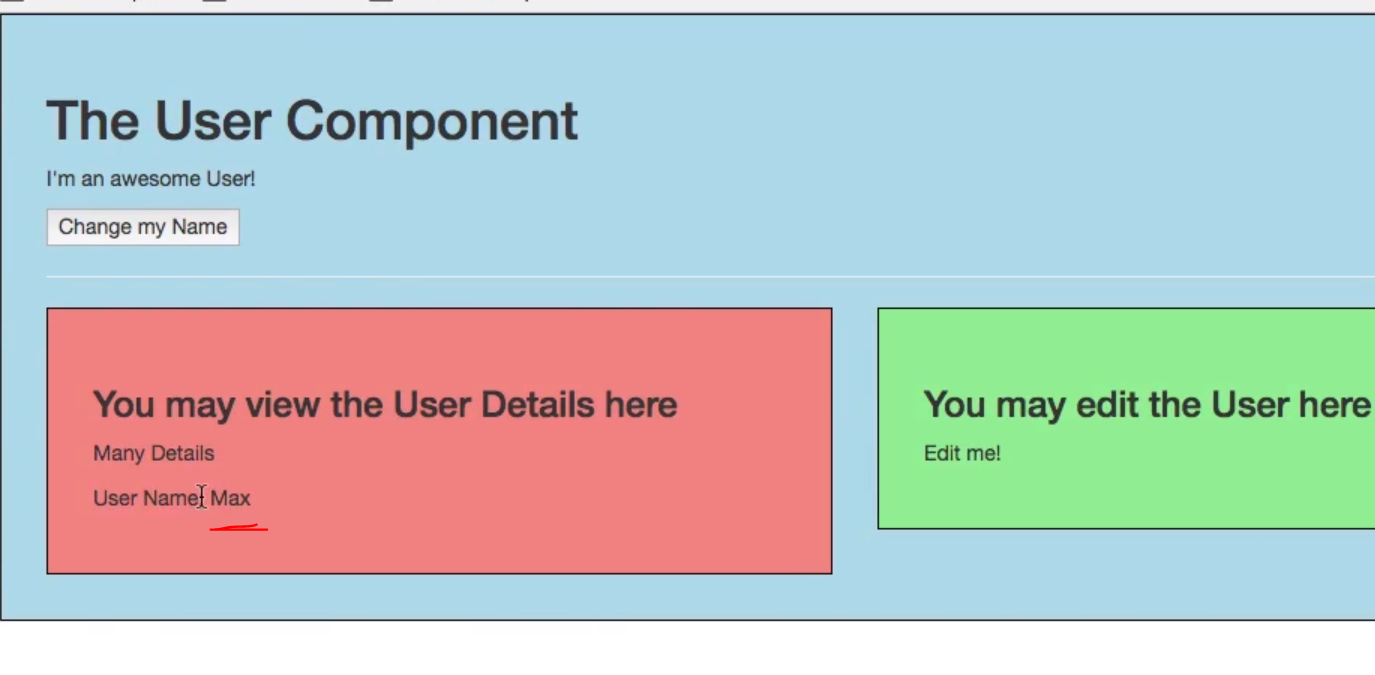 The User Component
I'm an awesome User!
Change my Name
You may view the User Details here
Many Details
User Name: Max
You may edit the User here
Edit me!